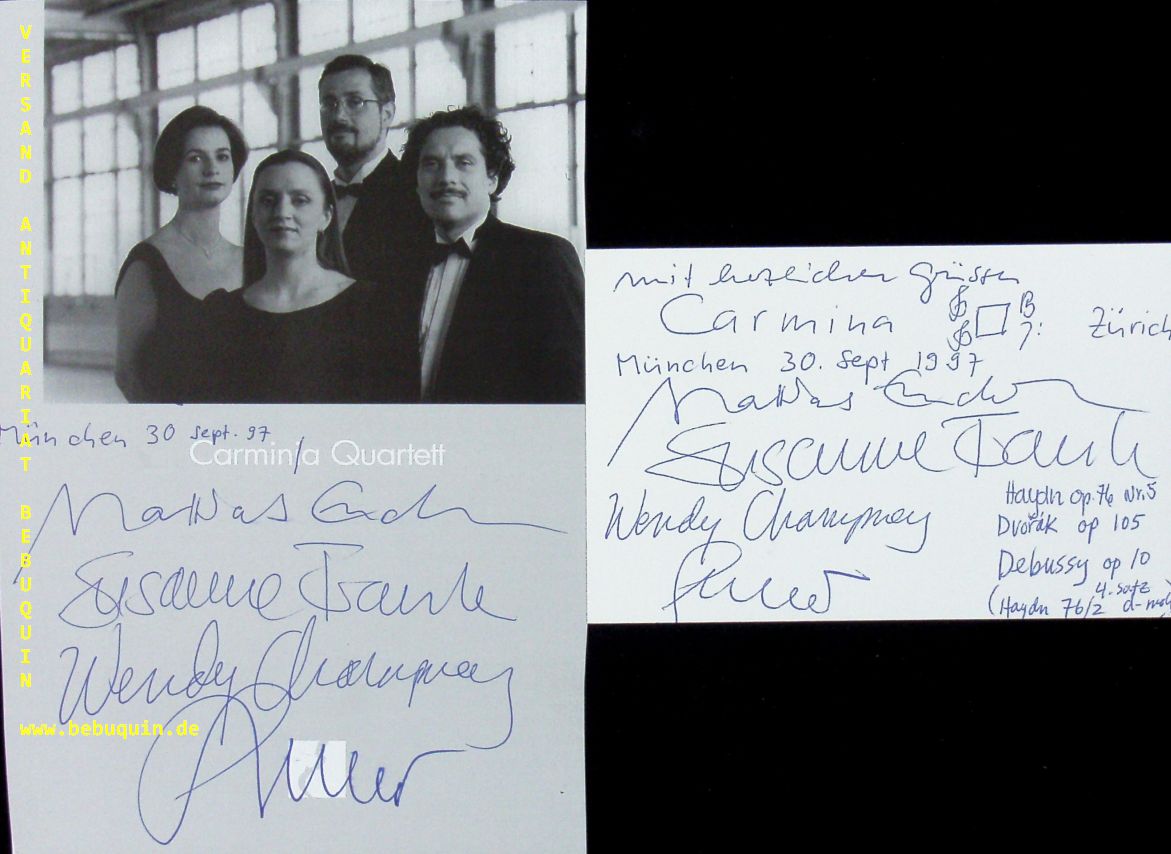 VERSAND ANTIQUARIAT BEBUQUIN
www.bebuquin.de
München 30 Sept. 97
Carminia Quartett
Mattias Enderle
Susanne Frank
Wendy Champney
mit herzlichen Grüssen
Carmina Zürich
München 30. Sept 1997
Mattias Enderle
Susanne Frank
Wendy Champney
Haydn op. 76 Nr. 5
Dvořák op 105
Debussy op 10
4. Satz
(Haydn 76/2 d-moll